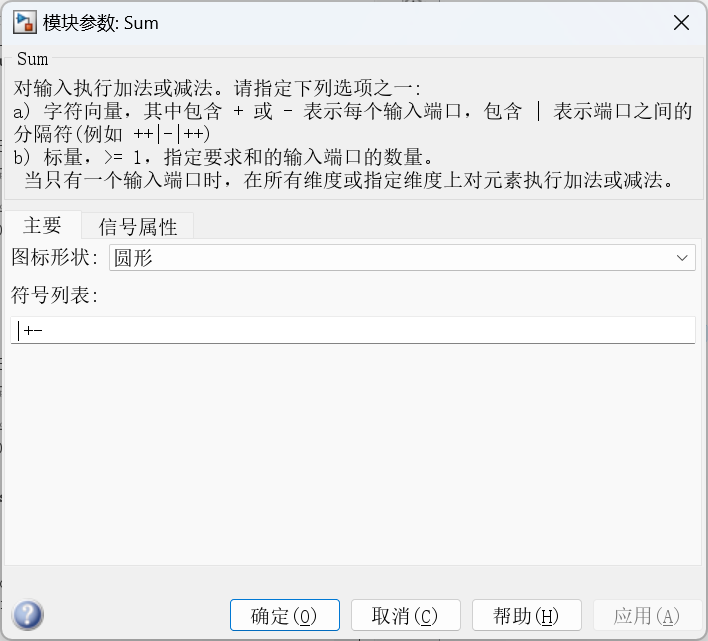 模块参数: Sum
Sum
对输入执行加法或减法。请指定下列选项之一:
a) 字符向量，其中包含 + 或 - 表示每个输入端口，包含 | 表示端口之间的
分隔符(例如 ++|-|++)
b) 标量，>= 1，指定要求和的输入端口的数量。
当只有一个输入端口时，在所有维度或指定维度上对元素执行加法或减法。
主要 信号属性
图标形状: 圆形
符号列表:
|+-
确定(O) 取消(C) 帮助(H) 应用(A)